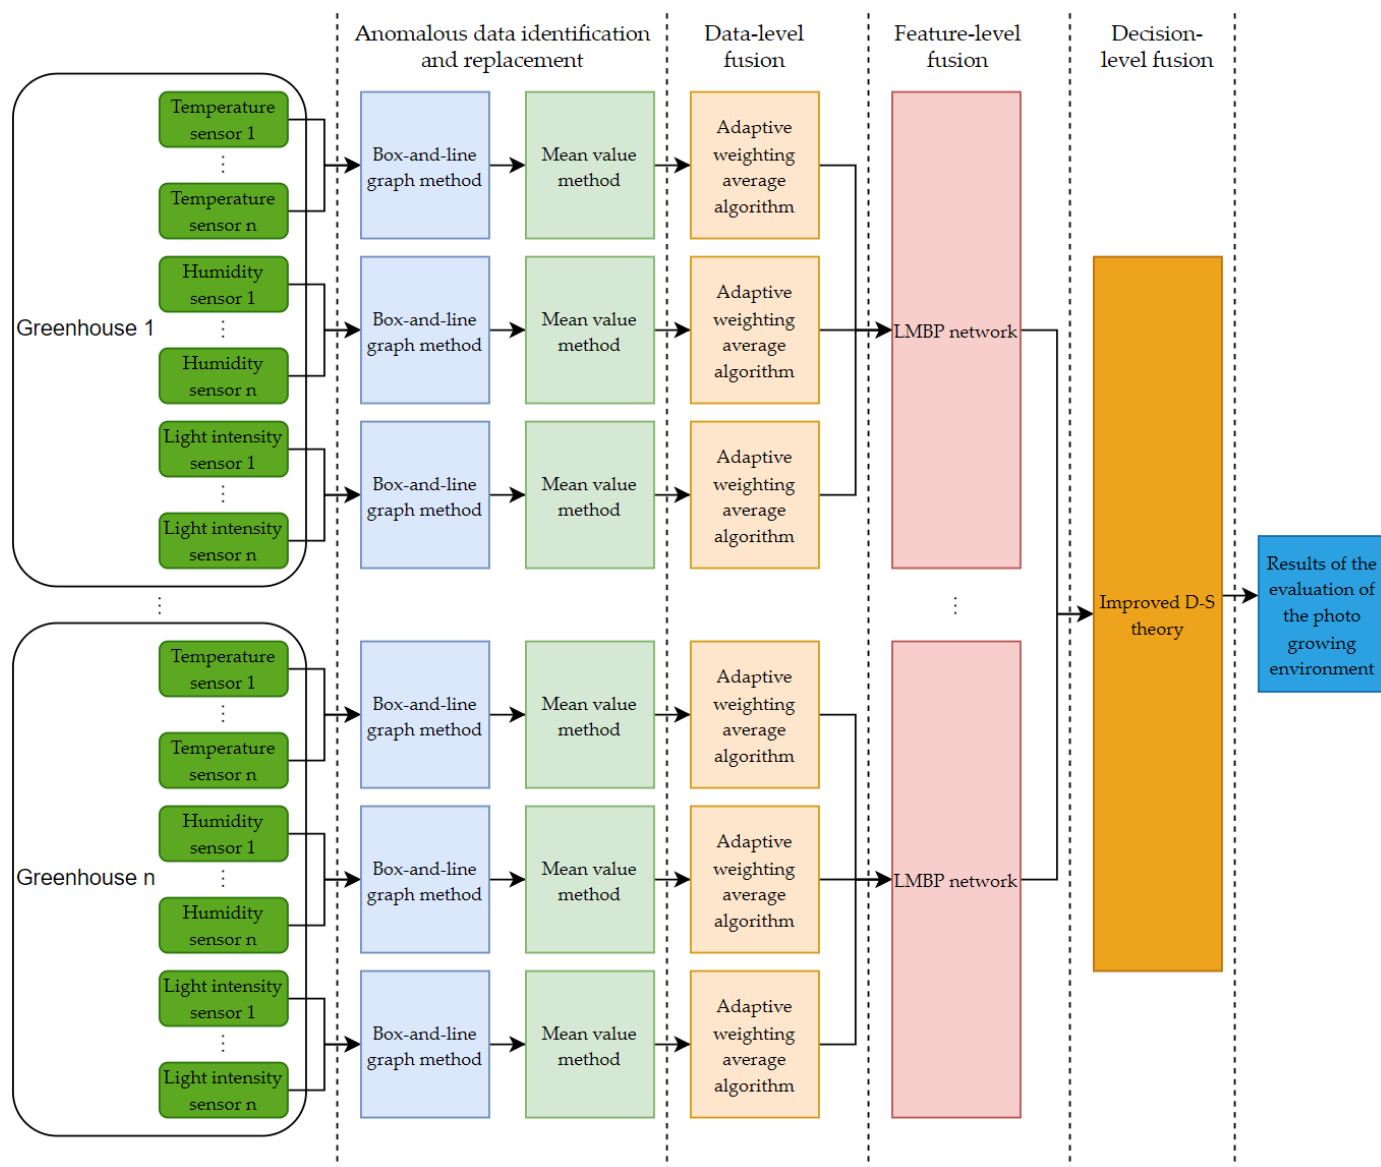 Anomalous data identification
and replacement
Data-level
fusion
Feature-level
fusion
Decision-
level fusion
Greenhouse 1
Temperature
sensor 1
Temperature
sensor n
Humidity
sensor 1
Humidity
sensor n
Light intensity
sensor 1
Light intensity
sensor n
Box-and-line
graph method
Mean value
method
Adaptive
weighting
average
algorithm
Box-and-line
graph method
Mean value
method
Adaptive
weighting
average
algorithm
Box-and-line
graph method
Mean value
method
Adaptive
weighting
average
algorithm
LMBP network
Greenhouse n
Temperature
sensor 1
Temperature
sensor n
Humidity
sensor 1
Humidity
sensor n
Light intensity
sensor 1
Light intensity
sensor n
Box-and-line
graph method
Mean value
method
Adaptive
weighting
average
algorithm
Box-and-line
graph method
Mean value
method
Adaptive
weighting
average
algorithm
Box-and-line
graph method
Mean value
method
Adaptive
weighting
average
algorithm
LMBP network
Improved D-S
theory
Results of the
evaluation of
the photo
growing
environment